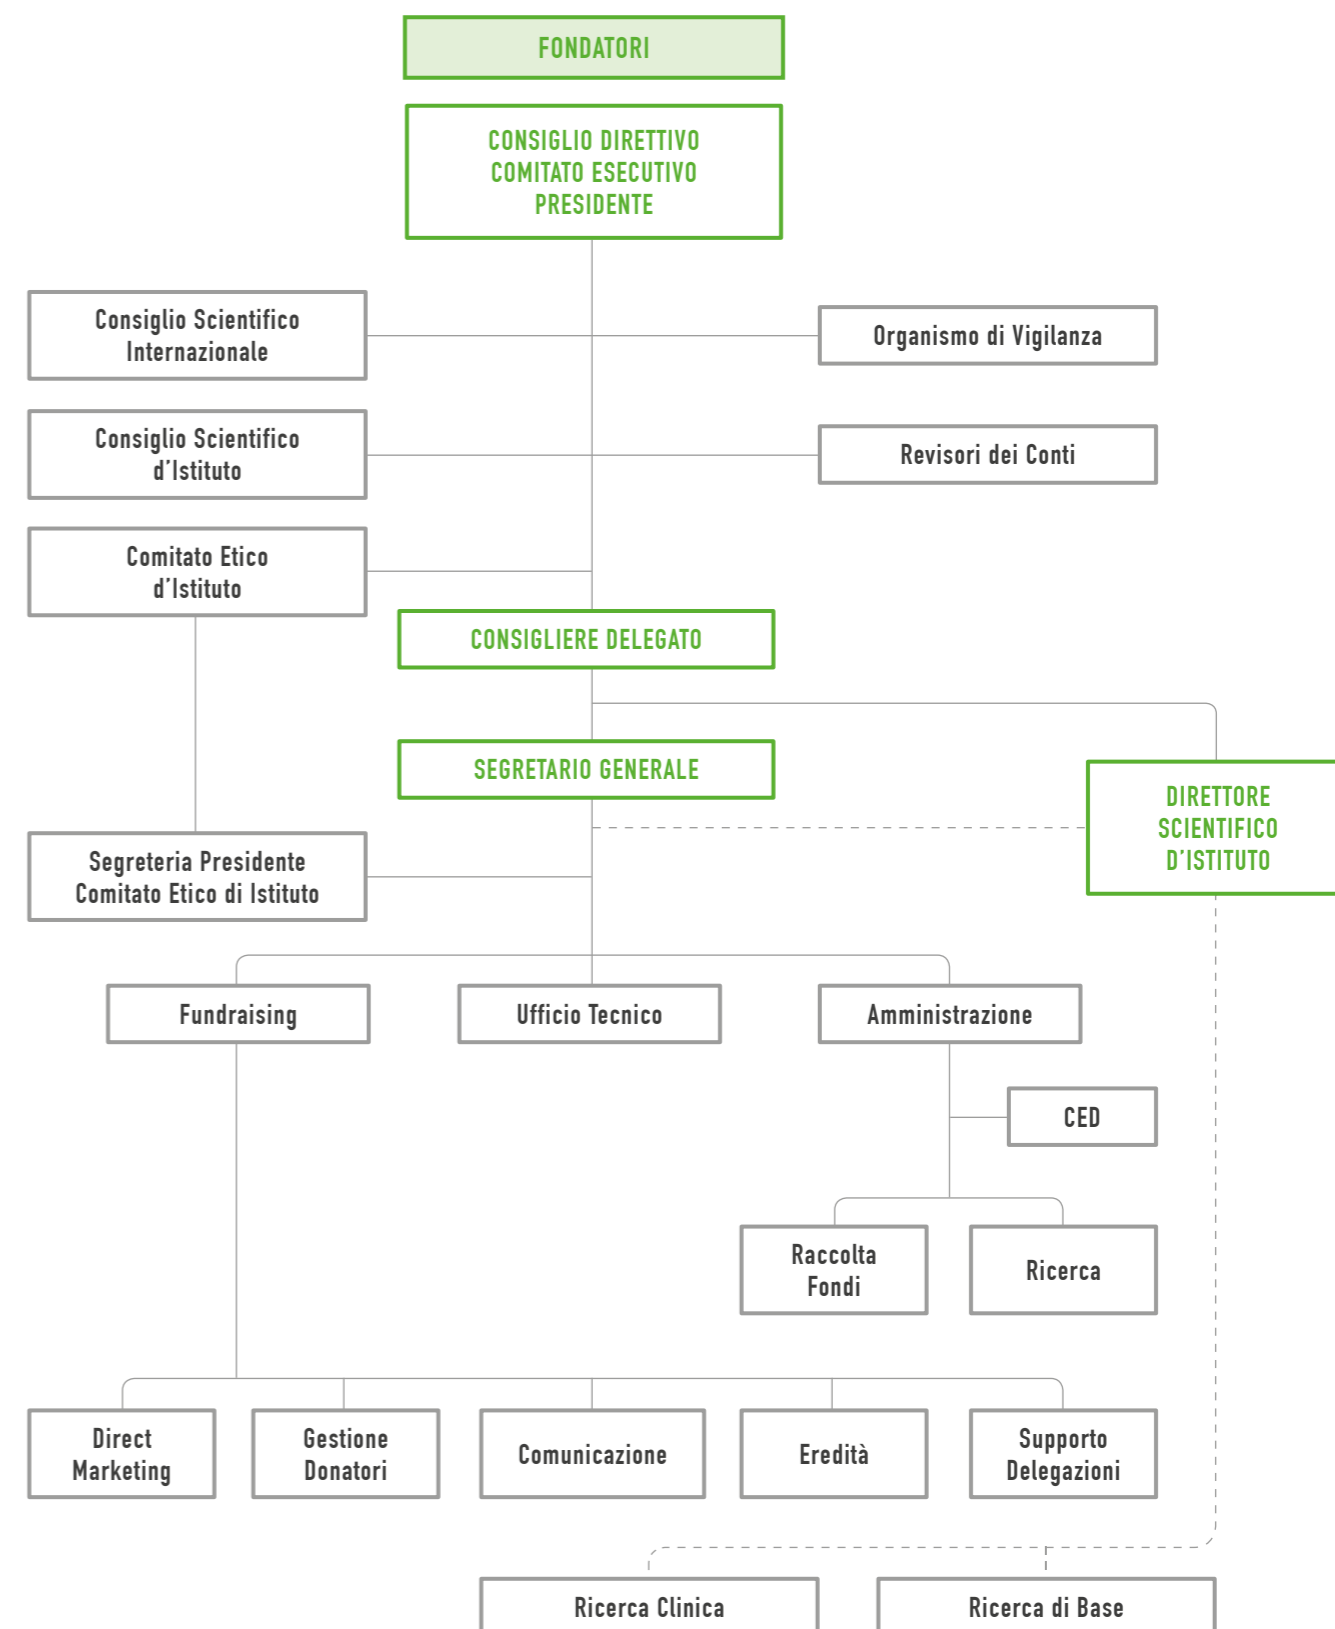 FONDATORI
CONSIGLIO DIRETTIVO
COMITATO ESECUTIVO
PRESIDENTE
Consiglio Scientifico
Internazionale
Organismo di Vigilanza
Consiglio Scientifico
d'Istituto
Revisori dei Conti
Comitato Etico
d'Istituto
CONSIGLIERE DELEGATO
SEGRETARIO GENERALE
DIRETTORE
SCIENTIFICO
D'ISTITUTO
Segreteria Presidente
Comitato Etico di Istituto
Fundraising
Ufficio Tecnico
Amministrazione
CED
Raccolta
Fondi
Ricerca
Direct
Marketing
Gestione
Donatori
Comunicazione
Eredità
Supporto
Delegazioni
Ricerca Clinica
Ricerca di Base